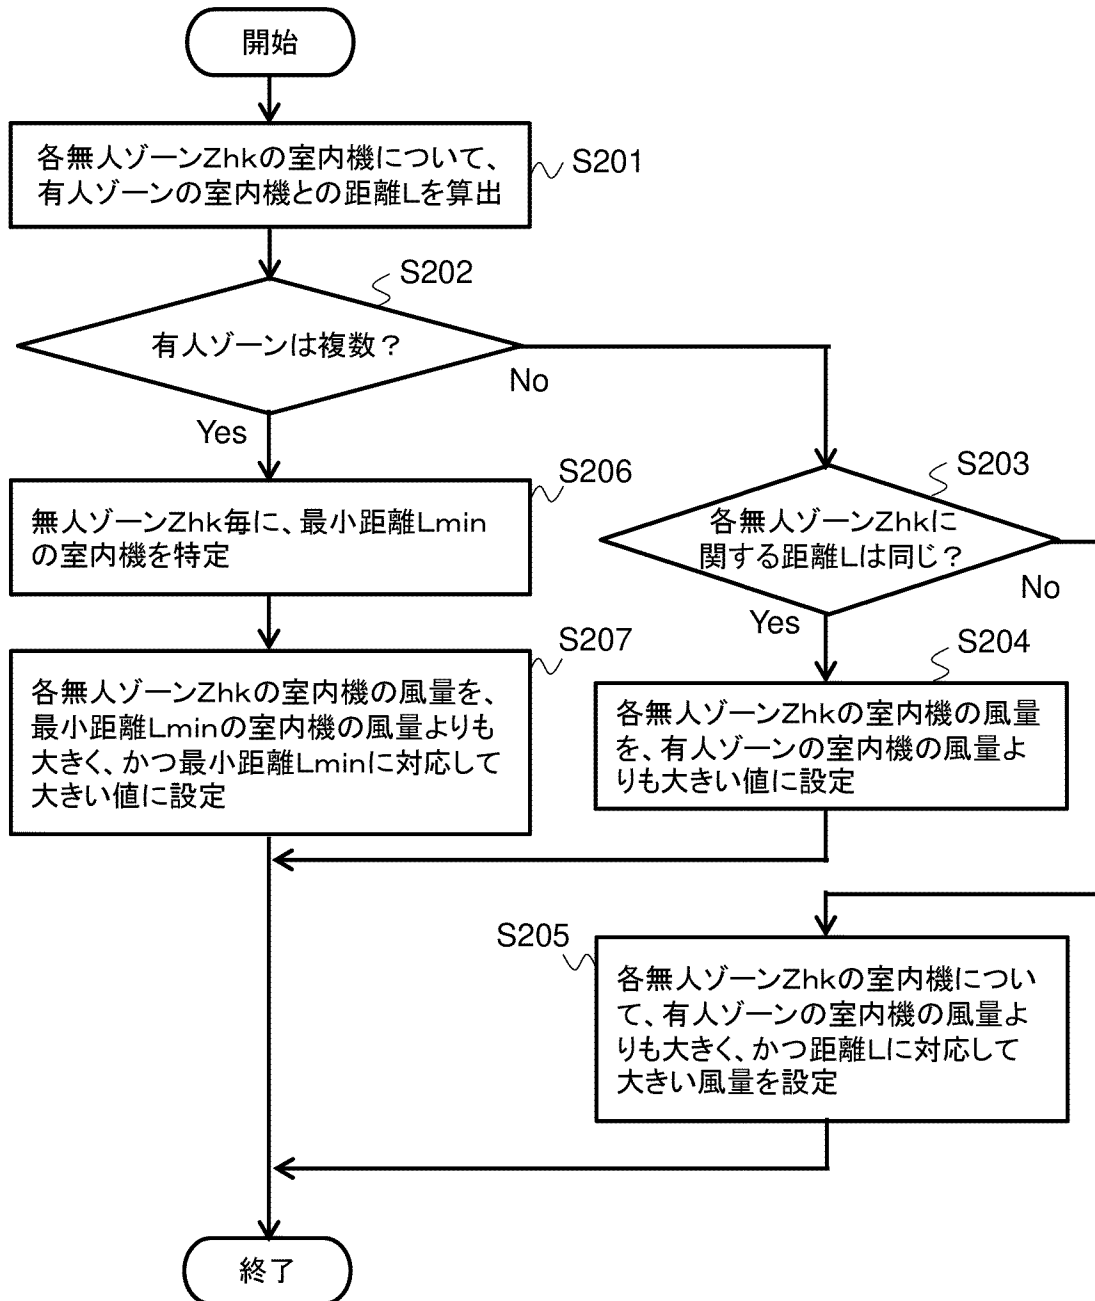 開始
各無人ゾーンZhkの室内機について、
有人ゾーンの室内機との距離Lを算出
S201
S202
有人ゾーンは複数？
No
Yes
S206
無人ゾーンZhk毎に、最小距離Lmin
の室内機を特定
S203
各無人ゾーンZhkに
関する距離Lは同じ？
No
Yes
S207
各無人ゾーンZhkの室内機の風量を、
最小距離Lminの室内機の風量よりも
大きく、かつ最小距離Lminに対応して
大きい値に設定
S204
各無人ゾーンZhkの室内機の風量
を、有人ゾーンの室内機の風量よ
りも大きい値に設定
S205
各無人ゾーンZhkの室内機につい
て、有人ゾーンの室内機の風量よ
りも大きく、かつ距離Lに対応して
大きい風量を設定
終了